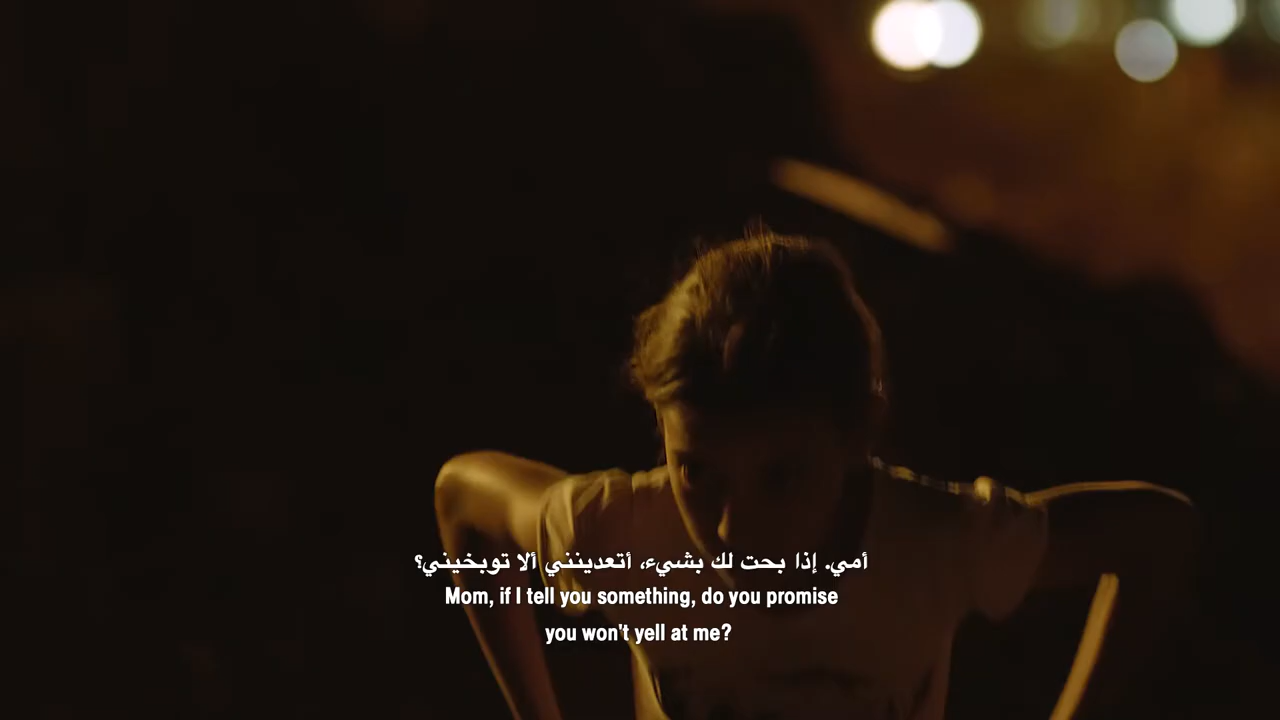 أمي. إذا بحت لك بشيء، أتعديننني ألا توبخيني؟
Mom, if I tell you something, do you promise
you won't yell at me?